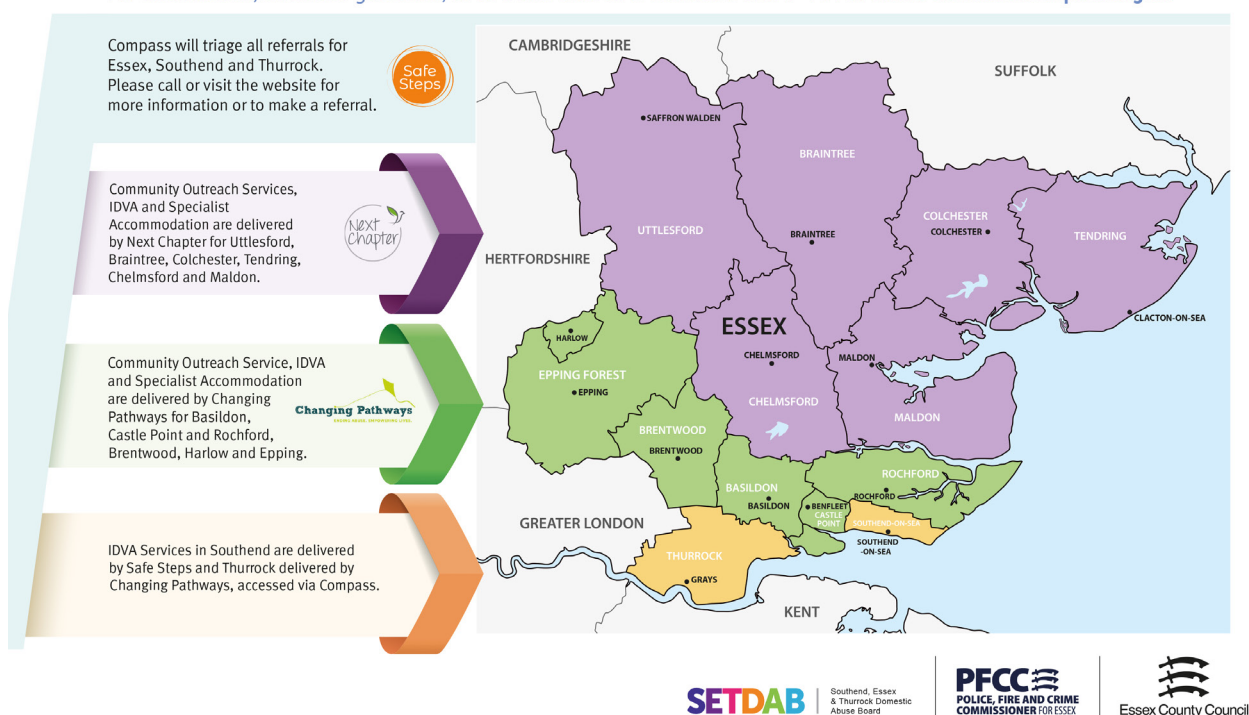 Compass will triage all referrals for
Essex, Southend and Thurrock.
Please call or visit the website for
more information or to make a referral.
Safe
Steps
Community Outreach Services,
IDVA and Specialist
Accommodation are delivered
by Next Chapter for Uttlesford,
Braintree, Colchester, Tendring,
Chelmsford and Maldon.
Next
Chapter
Community Outreach Service, IDVA
and Specialist Accommodation
are delivered by Changing
Pathways for Basildon,
Castle Point and Rochford,
Brentwood, Harlow and Epping.
Changing Pathways
IDVA Services in Southend are delivered
by Safe Steps and Thurrock delivered by
Changing Pathways, accessed via Compass.
CAMBRIDGESHIRE
SUFFOLK
SAFFRON WALDEN
BRAINTREE
COLCHESTER
COLCHESTER
TENDRING
UTTLESFORD
BRAINTREE
HERTFORDSHIRE
CLACTON-ON-SEA
ESSEX
HARLOW
CHELMSFORD
MALDON
EPPING FOREST
EPPING
CHELMSFORD
MALDON
BRENTWOOD
BRENTWOOD
ROCHFORD
BASILDON
ROCHFORD
BASILDON
BENFLEET
CASTLE
POINT
SOUTHEND-ON-SEA
GREATER LONDON
SOUTHEND
-ON-SEA
THURROCK
GRAYS
KENT
SETDAB
Southend, Essex
& Thurrock Domestic
Abuse Board
PFCC
POLICE, FIRE AND CRIME
COMMISSIONER FOR ESSEX
Essex County Council